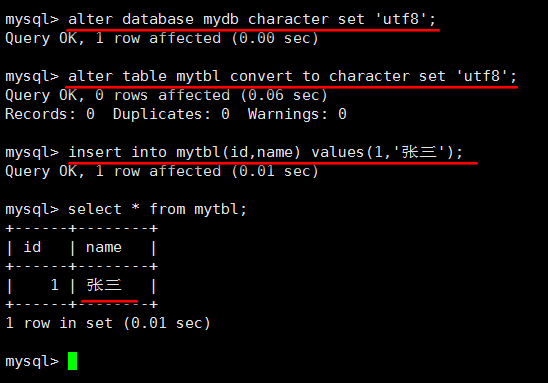 mysql> alter database mydb character set 'utf8';
Query OK, 1 row affected (0.00 sec)
mysql> alter table mytbl convert to character set 'utf8';
Query OK, 0 rows affected (0.06 sec)
Records: 0  Duplicates: 0  Warnings: 0
mysql> insert into mytbl(id,name) values(1,'张三');
Query OK, 1 row affected (0.01 sec)
mysql> select * from mytbl;
+------+--------+
| id   | name   |
+------+--------+
|    1 | 张三   |
+------+--------+
1 row in set (0.01 sec)
mysql>